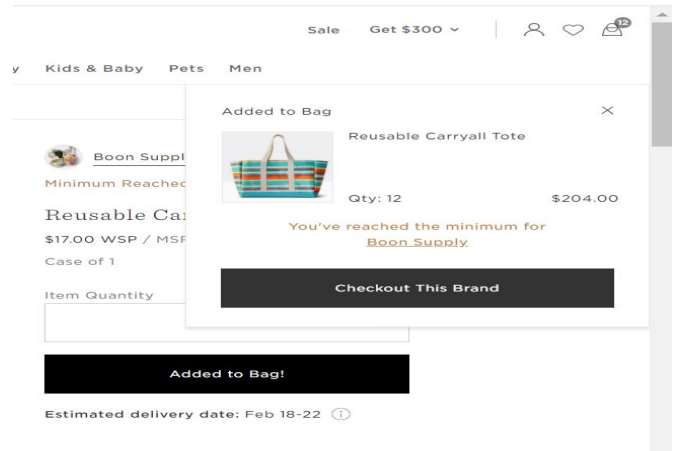 Sale Get $300
12
y Kids & Baby Pets Men
Added to Bag
Reusable Carryall Tote
Qty: 12 $204.00
You've reached the minimum for
Boon Supply
Checkout This Brand
Boon Suppl
Minimum Reached
Reusable Ca
$17.00 WSP / MSR
Case of 1
Item Quantity
Added to Bag!
Estimated delivery date: Feb 18-22